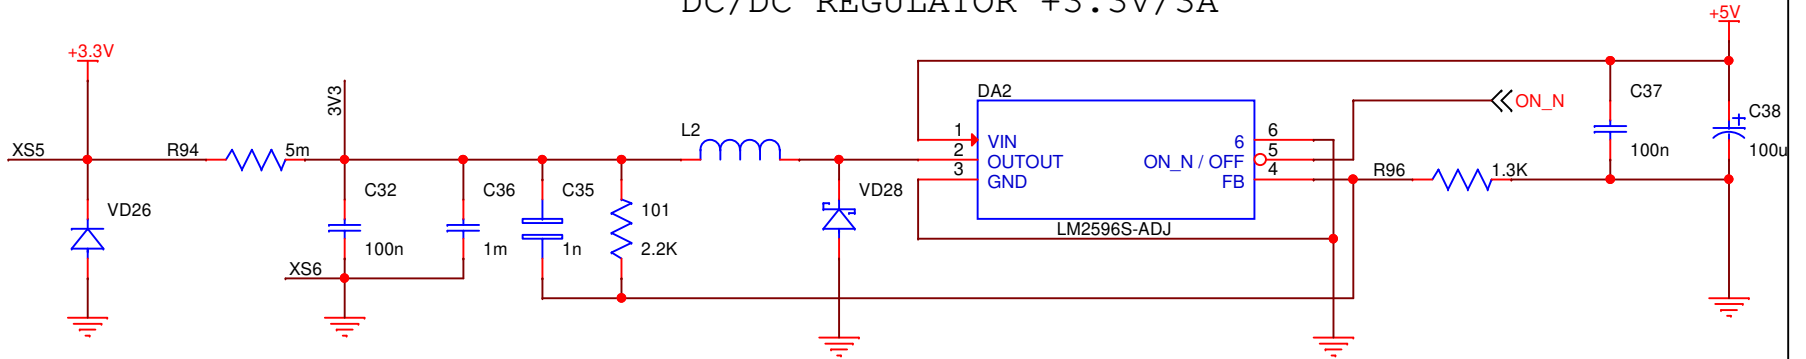 DC/DC REGULATOR +3.3V/3A
+5V
+3.3V
3V3
DA2
C37
ON_N
C38
100u
100n
L2
1 VIN
2 OUTOUT
3 GND
6 6
5 ON_N / OFF
4 FB
LM2596S-ADJ
XS5
R94
5m
R96
1.3K
VD26
C32
100n
C36
1m
C35
1n
101
2.2K
VD28
XS6